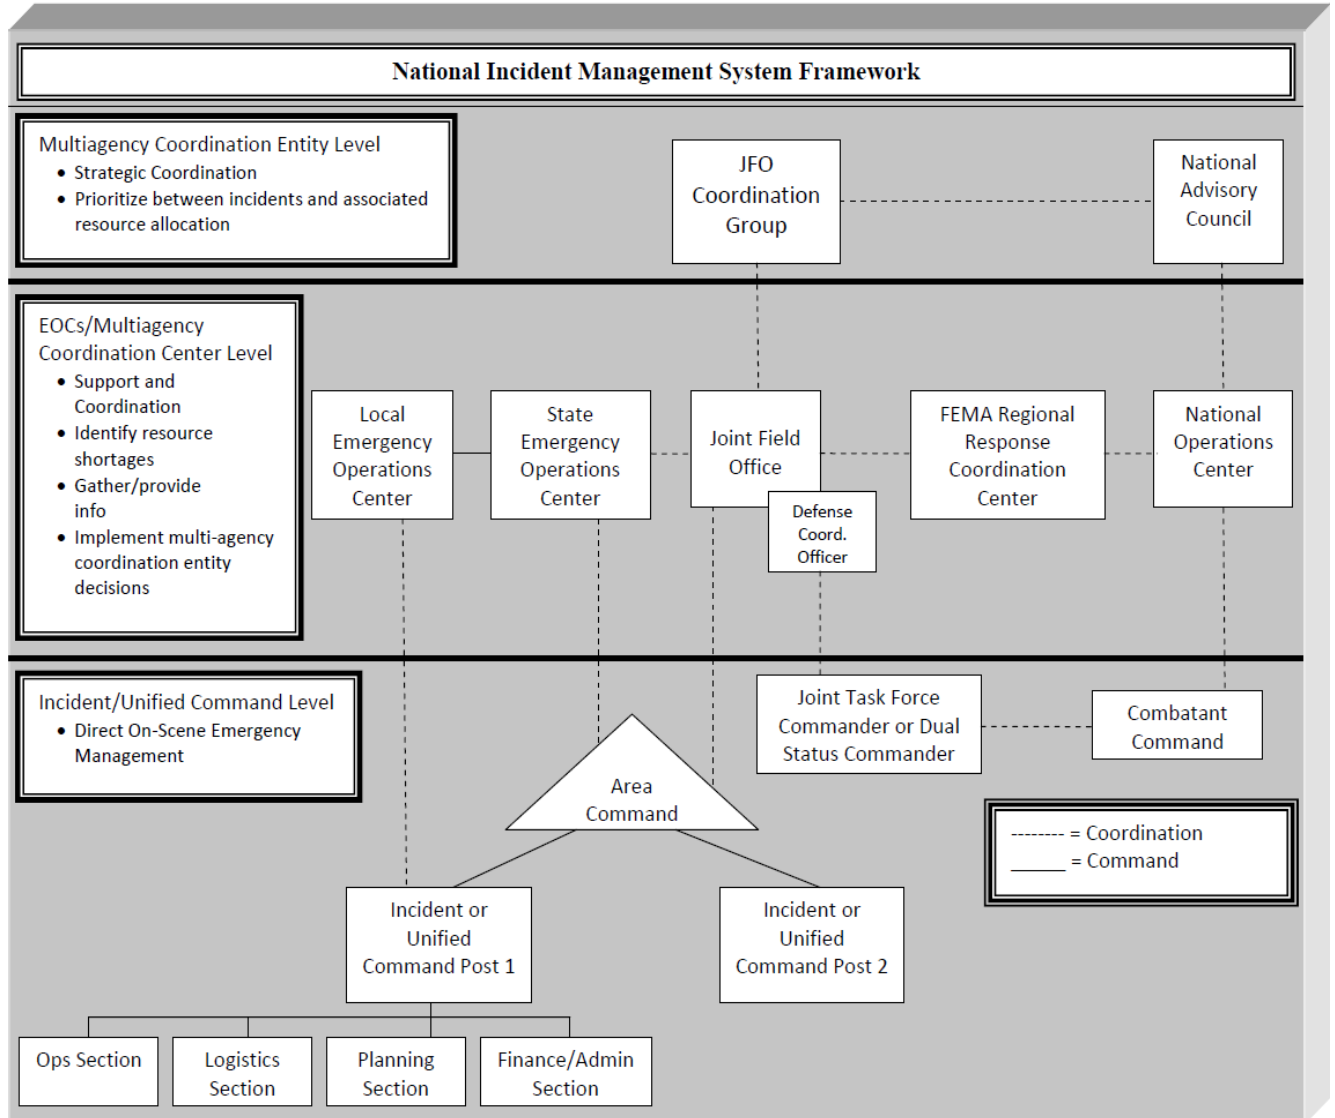 National Incident Management System Framework
Multiagency Coordination Entity Level
• Strategic Coordination
• Prioritize between incidents and associated
resource allocation
JFO
Coordination
Group
National
Advisory
Council
EOCs/Multiagency
Coordination Center Level
• Support and
Coordination
• Identify resource
shortages
• Gather/provide
info
• Implement multi-agency
coordination entity
decisions
Local
Emergency
Operations
Center
State
Emergency
Operations
Center
Joint Field
Office
Defense
Coord.
Officer
FEMA Regional
Response
Coordination
Center
National
Operations
Center
Incident/Unified Command Level
• Direct On-Scene Emergency
Management
Joint Task Force
Commander or Dual
Status Commander
Combatant
Command
Area
Command
-------- = Coordination
______ = Command
Incident or
Unified
Command Post 1
Incident or
Unified
Command Post 2
Ops Section
Logistics
Section
Planning
Section
Finance/Admin
Section